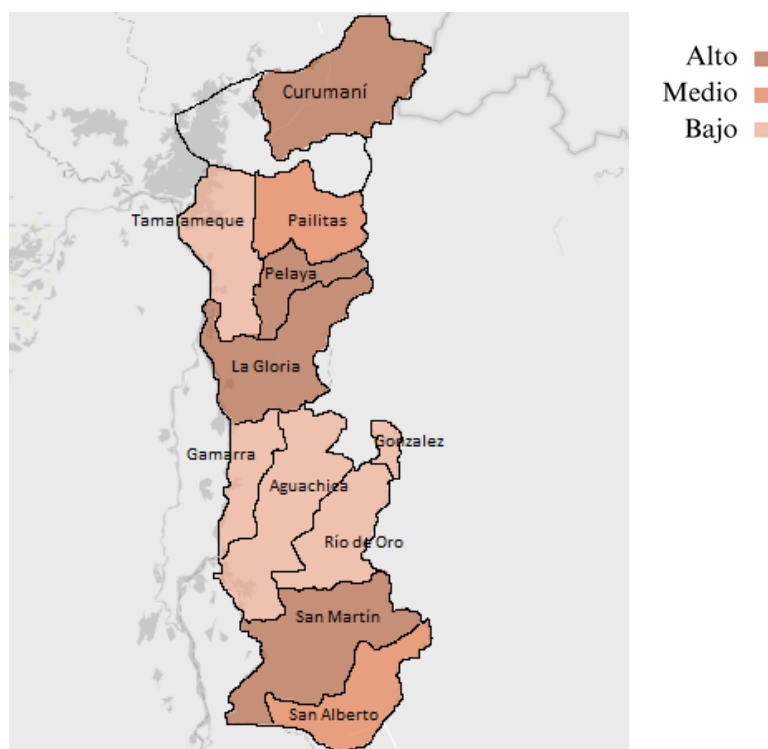 Alto
Medio
Bajo
Curumaní
Tamalameque
Pailitas
Pelaya
La Gloria
Gonzalez
Gamarra
Aguachica
Río de Oro
San Martín
San Alberto